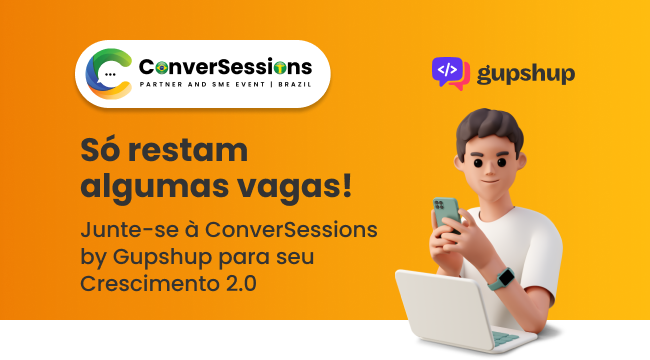 ConverSessions
PARTNER AND SME EVENT | BRAZIL
</> gupshup
Só restam
algumas vagas!
Junte-se à ConverSessions
by Gupshup para seu
Crescimento 2.0